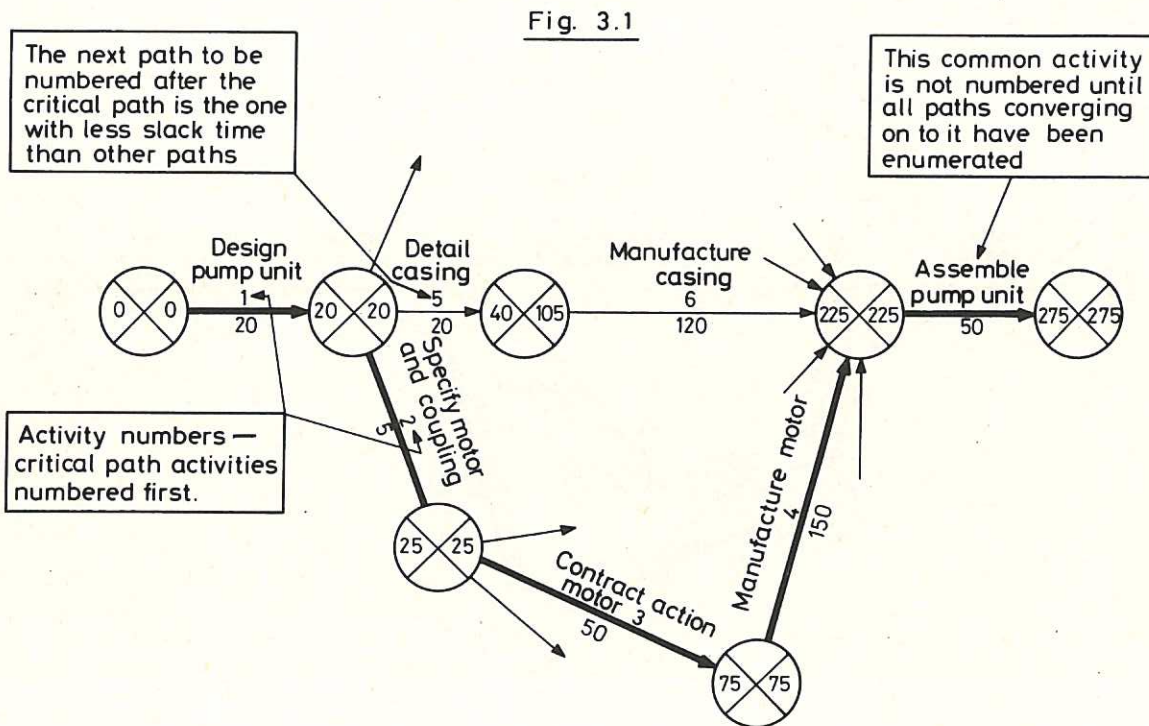 Fig. 3.1
The next path to be
numbered after the
critical path is the one
with less slack time
than other paths
This common activity
is not numbered until
all paths converging
on to it have been
enumerated
Design
pump unit
1
20
Detail
casing
5
20
Manufacture
casing
6
120
Assemble
pump unit
50
0 0
20 20
40 105
225 225
275 275
Specify motor
and coupling
2
5
Activity numbers —
critical path activities
numbered first.
25 25
Contract action
motor 3
50
Manufacture motor
4
150
75 75